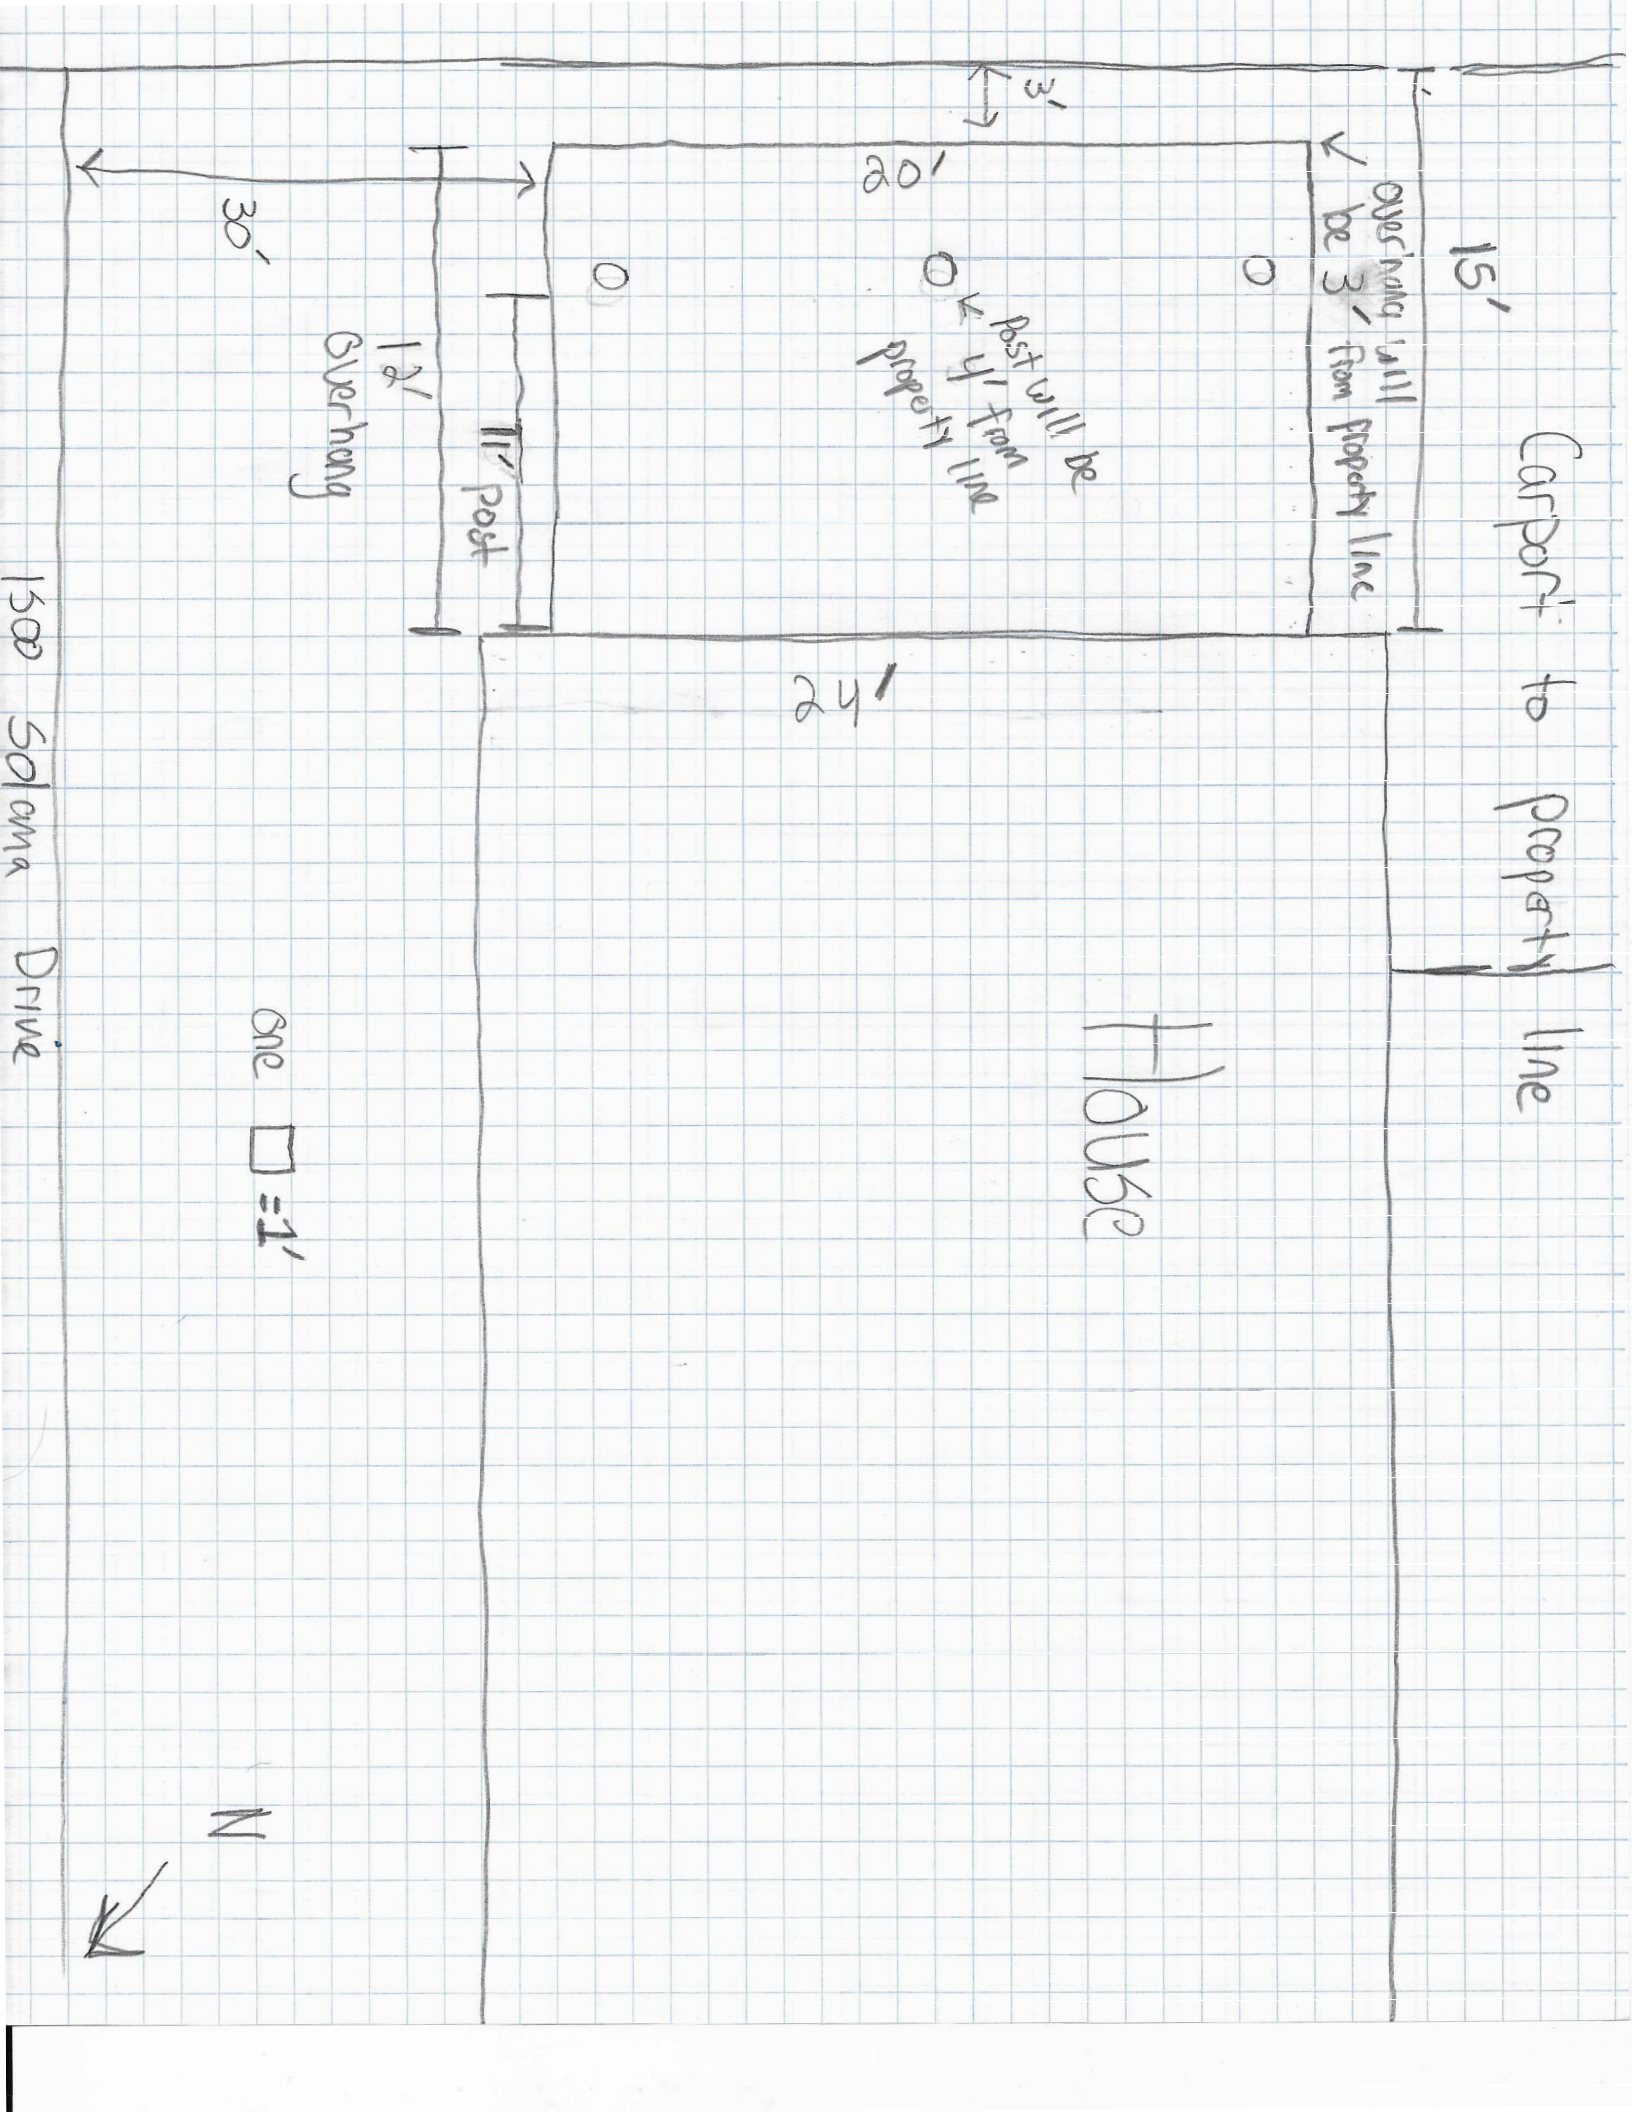 Carport to property line
15'
overhang will
be 3' from property line
3'
20'
Post will be
4' from
property line
24'
House
11' Post
12'
overhang
30'
one □ = 1'
N
1500 Solama Drive